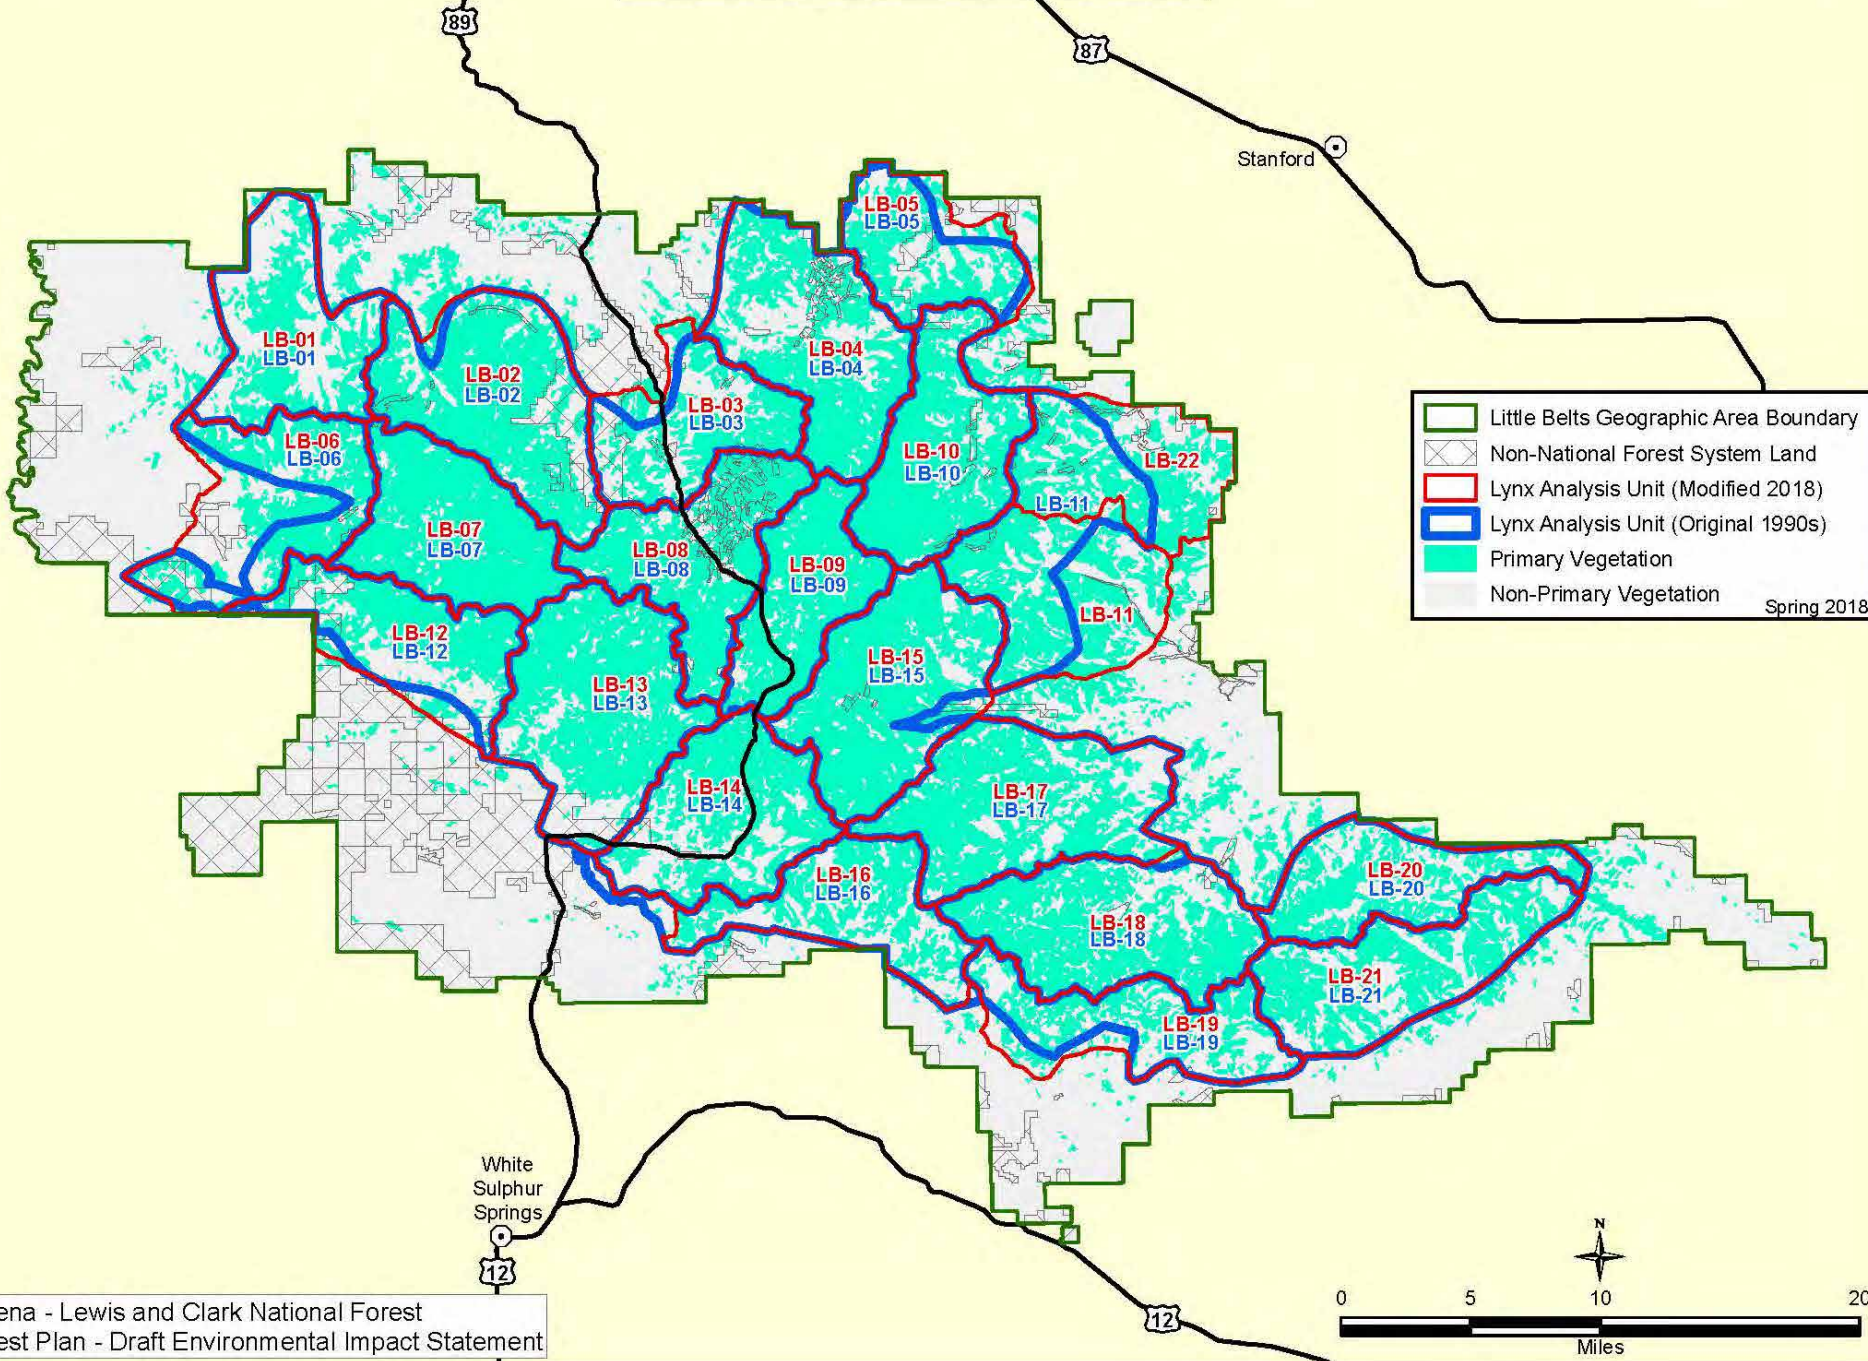 89
87
Stanford
LB-05
LB-05
LB-01
LB-01
LB-02
LB-02
LB-04
LB-04
LB-03
LB-03
LB-06
LB-06
LB-10
LB-10
LB-22
LB-11
LB-07
LB-07
LB-08
LB-08
LB-09
LB-09
LB-11
LB-12
LB-12
LB-13
LB-13
LB-15
LB-15
LB-14
LB-14
LB-17
LB-17
LB-16
LB-16
LB-20
LB-20
LB-18
LB-18
LB-21
LB-21
LB-19
LB-19
Little Belts Geographic Area Boundary
Non-National Forest System Land
Lynx Analysis Unit (Modified 2018)
Lynx Analysis Unit (Original 1990s)
Primary Vegetation
Non-Primary Vegetation
Spring 2018
White
Sulphur
Springs
12
12
N
0 5 10 20
Miles
ena - Lewis and Clark National Forest
est Plan - Draft Environmental Impact Statement